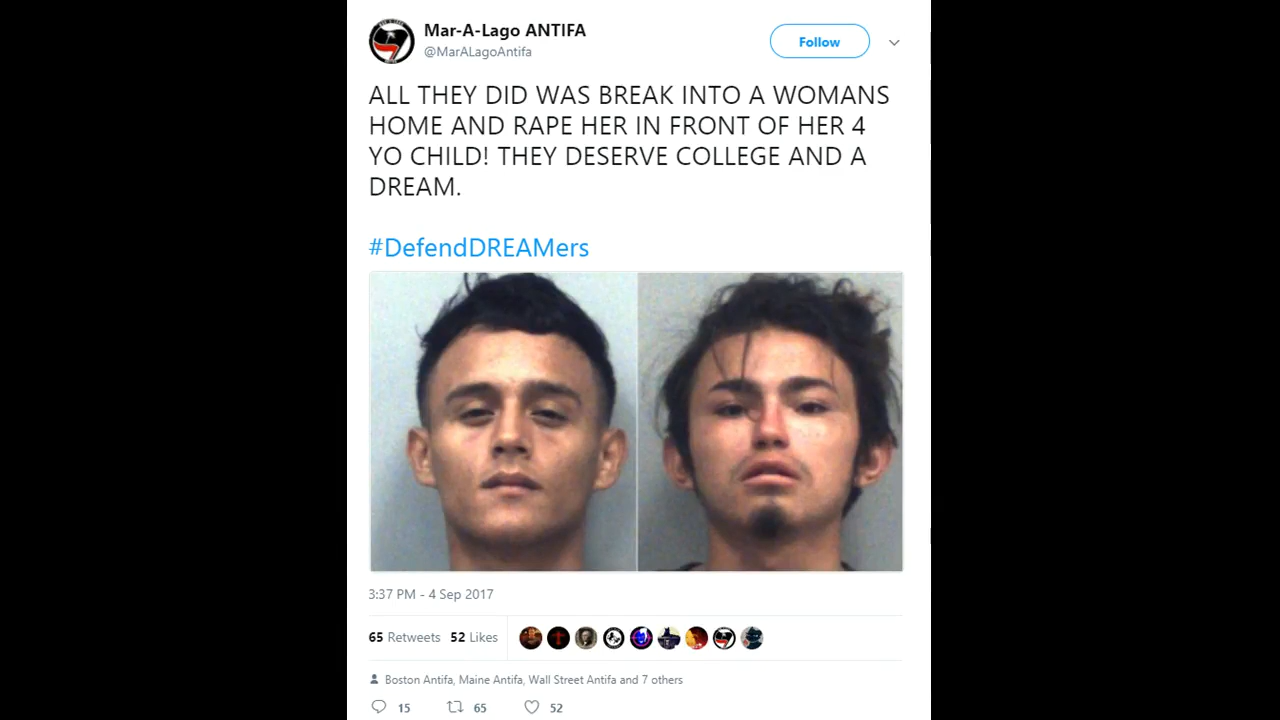 Mar-A-Lago ANTIFA
@MarALagoAntifa
Follow
ALL THEY DID WAS BREAK INTO A WOMANS
HOME AND RAPE HER IN FRONT OF HER 4
YO CHILD! THEY DESERVE COLLEGE AND A
DREAM.
#DefendDREAMers
3:37 PM - 4 Sep 2017
65 Retweets 52 Likes
Boston Antifa, Maine Antifa, Wall Street Antifa and 7 others
15 65 52